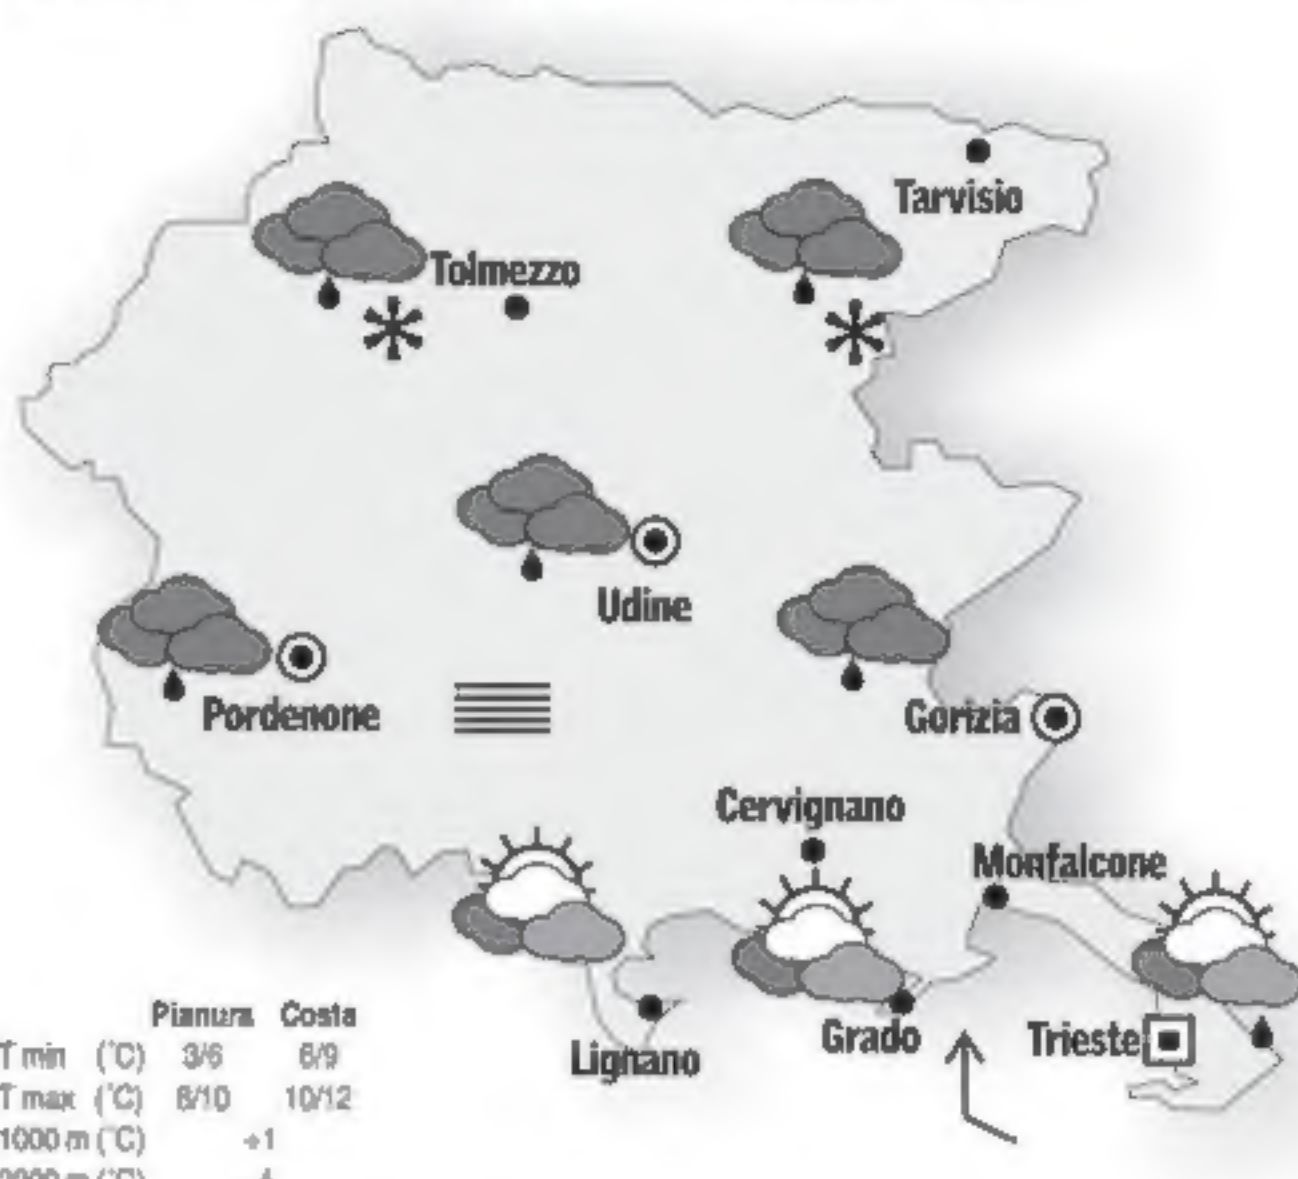 Tarvisio
Tolmezzo
Udine
Pordenone
Gorizia
Cervignano
Monfalcone
Grado
Trieste
Lignano
Pianura Costa
T min (°C) 3/6 6/9
T max (°C) 8/10 10/12
1000 m (°C) +1
m (°C)